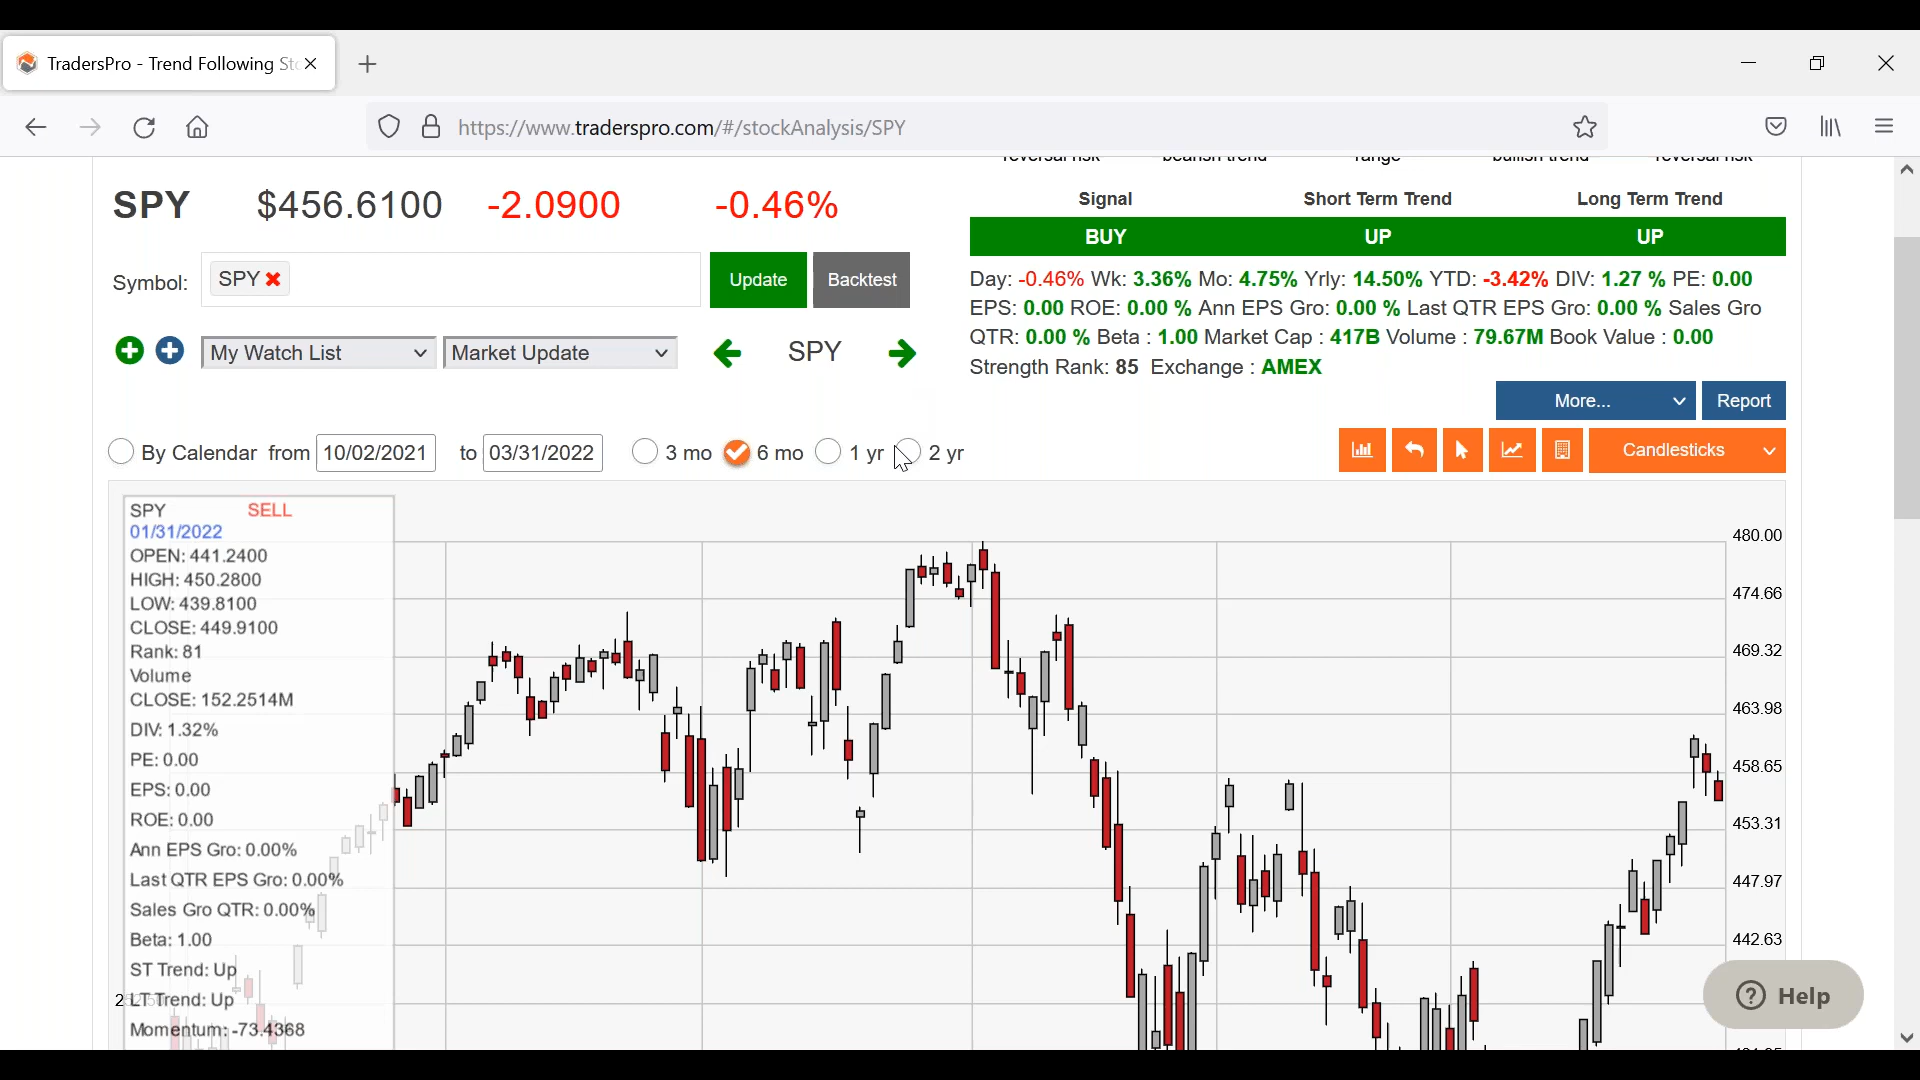 TradersPro - Trend Following Sto
https://www.traderspro.com/#/stockAnalysis/SPY
reversal risk bearish trend range bullish trend reversal risk
SPY $456.6100 -2.0900 -0.46%
Signal Short Term Trend Long Term Trend
BUY UP UP
Symbol: SPY Update Backtest
Day: -0.46% Wk: 3.36% Mo: 4.75% Yrly: 14.50% YTD: -3.42% DIV: 1.27 % PE: 0.00
EPS: 0.00 ROE: 0.00 % Ann EPS Gro: 0.00 % Last QTR EPS Gro: 0.00 % Sales Gro
QTR: 0.00 % Beta : 1.00 Market Cap : 417B Volume : 79.67M Book Value : 0.00
Strength Rank: 85 Exchange : AMEX
My Watch List Market Update SPY
More... Report
By Calendar from 10/02/2021 to 03/31/2022 3 mo 6 mo 1 yr 2 yr
Candlesticks
SPY SELL
01/31/2022
OPEN: 441.2400
HIGH: 450.2800
LOW: 439.8100
CLOSE: 449.9100
Rank: 81
Volume
CLOSE: 152.2514M
DIV: 1.32%
PE: 0.00
EPS: 0.00
ROE: 0.00
Ann EPS Gro: 0.00%
Last QTR EPS Gro: 0.00%
Sales Gro QTR: 0.00%
Beta: 1.00
ST Trend: Up
LT Trend: Up
Momentum: -73.4368
480.00
474.66
469.32
463.98
458.65
453.31
447.97
442.63
Help